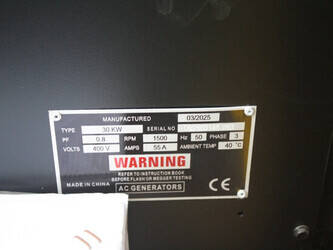 MANUFACTURED 03/2025
TYPE 30 KW SERIAL NO
PF 0.8 RPM 1500 Hz 50 PHASE 3
VOLTS 400 V AMPS 55 A AMBIENT TEMP 40 °C
WARNING
REFER TO INSTRUCTION BOOK
BEFORE FLASH OR MEGGER TESTING
MADE IN CHINA AC GENERATORS